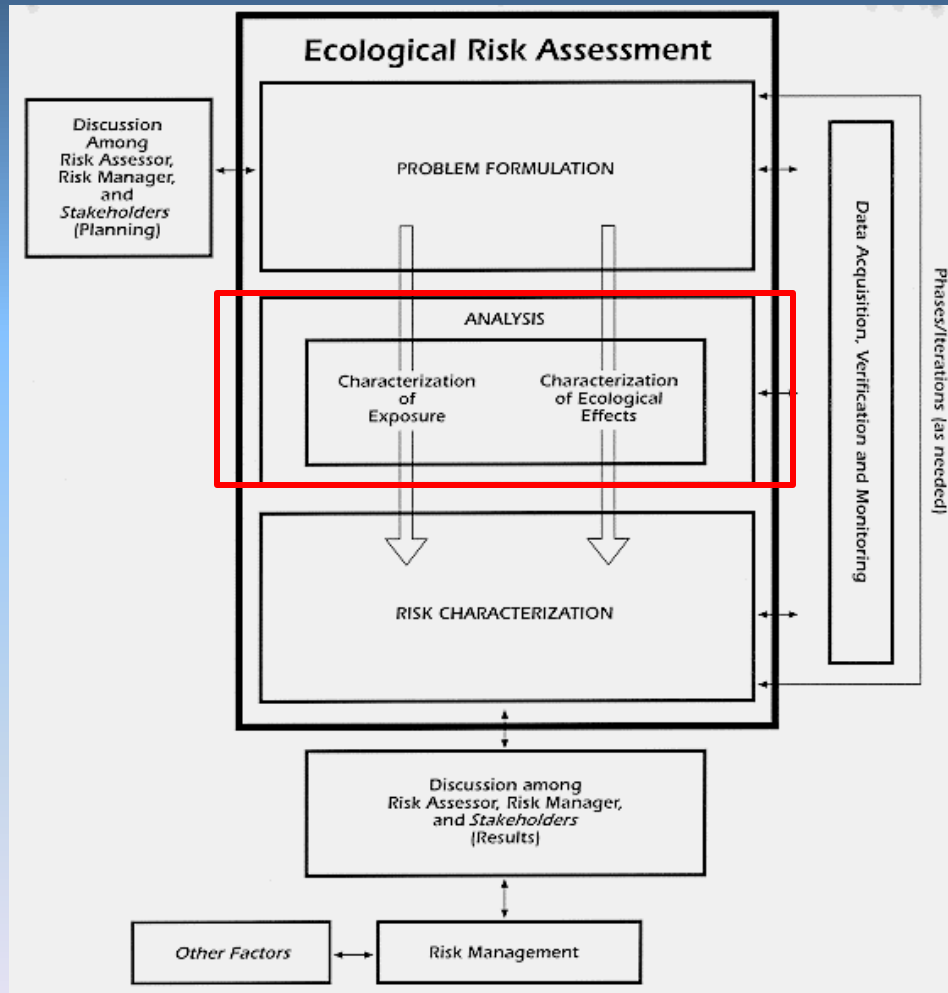 Ecological Risk Assessment
Discussion
Among
Risk Assessor,
Risk Manager,
and
Stakeholders
(Planning)
PROBLEM FORMULATION
ANALYSIS
Characterization
of
Exposure
Characterization
of Ecological
Effects
RISK CHARACTERIZATION
Data Acquisition, Verification and Monitoring
Phases/Iterations (as needed)
Discussion among
Risk Assessor, Risk Manager,
and Stakeholders
(Results)
Other Factors
Risk Management